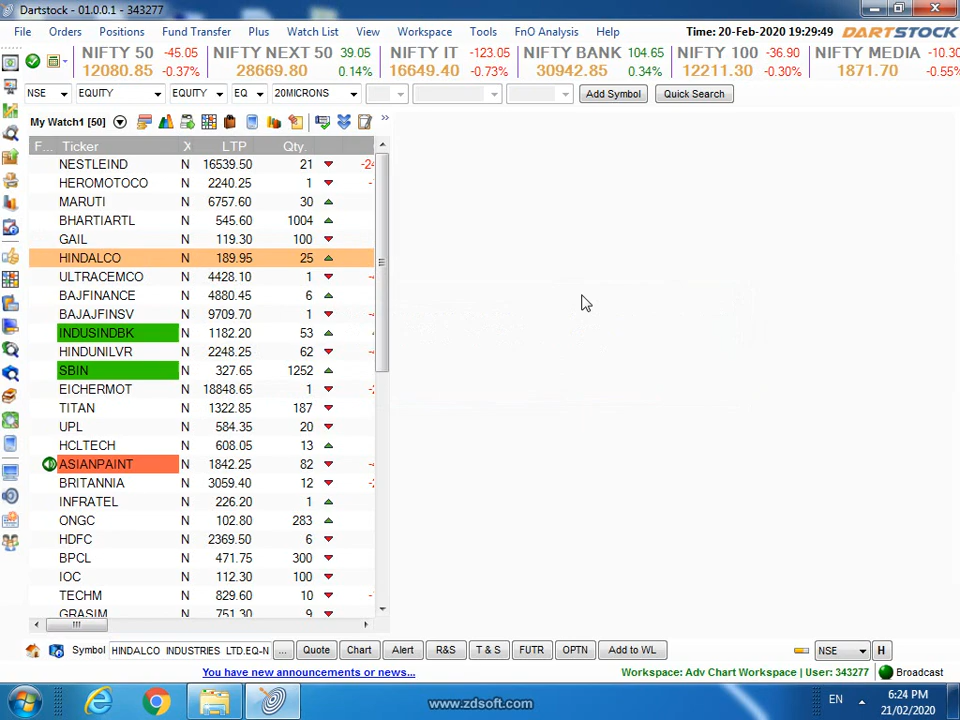 Dartstock - 01.0.0.1 - 343277
File Orders Positions Fund Transfer Plus Watch List View Workspace Tools FnO Analysis Help Time: 20-Feb-2020 19:29:49 DARTSTOCK
NIFTY 50 -45.05 NIFTY NEXT 50 39.05 NIFTY IT -123.05 NIFTY BANK 104.65 NIFTY 100 -36.90 NIFTY MEDIA -10.30
12080.85 -0.37% 28669.80 0.14% 16649.40 -0.73% 30942.85 0.34% 12211.30 -0.30% 1871.70 -0.55%
NSE EQUITY EQUITY EQ 20MICRONS Add Symbol Quick Search
My Watch1 [50]
F... Ticker X LTP Qty.
NESTLEIND N 16539.50 21
HEROMOTOCO N 2240.25 1
MARUTI N 6757.60 30
BHARTIARTL N 545.60 1004
GAIL N 119.30 100
HINDALCO N 189.95 25
ULTRACEMCO N 4428.10 1
BAJFINANCE N 4880.45 6
BAJAJFINSV N 9709.70 1
INDUSINDBK N 1182.20 53
HINDUNILVR N 2248.25 62
SBIN N 327.65 1252
EICHERMOT N 18848.65 1
TITAN N 1322.85 187
UPL N 584.35 20
HCLTECH N 608.05 13
ASIANPAINT N 1842.25 82
BRITANNIA N 3059.40 12
INFRATEL N 226.20 1
ONGC N 102.80 283
HDFC N 2369.50 6
BPCL N 471.75 300
IOC N 112.30 100
TECHM N 829.60 10
GRASIM N 751.30 9
Symbol HINDALCO INDUSTRIES LTD.EQ-N ... Quote Chart Alert R&S T & S FUTR OPTN Add to WL NSE H
You have new announcements or news... Workspace: Adv Chart Workspace | User: 343277 Broadcast
www.zdsoft.com EN 6:24 PM
21/02/2020